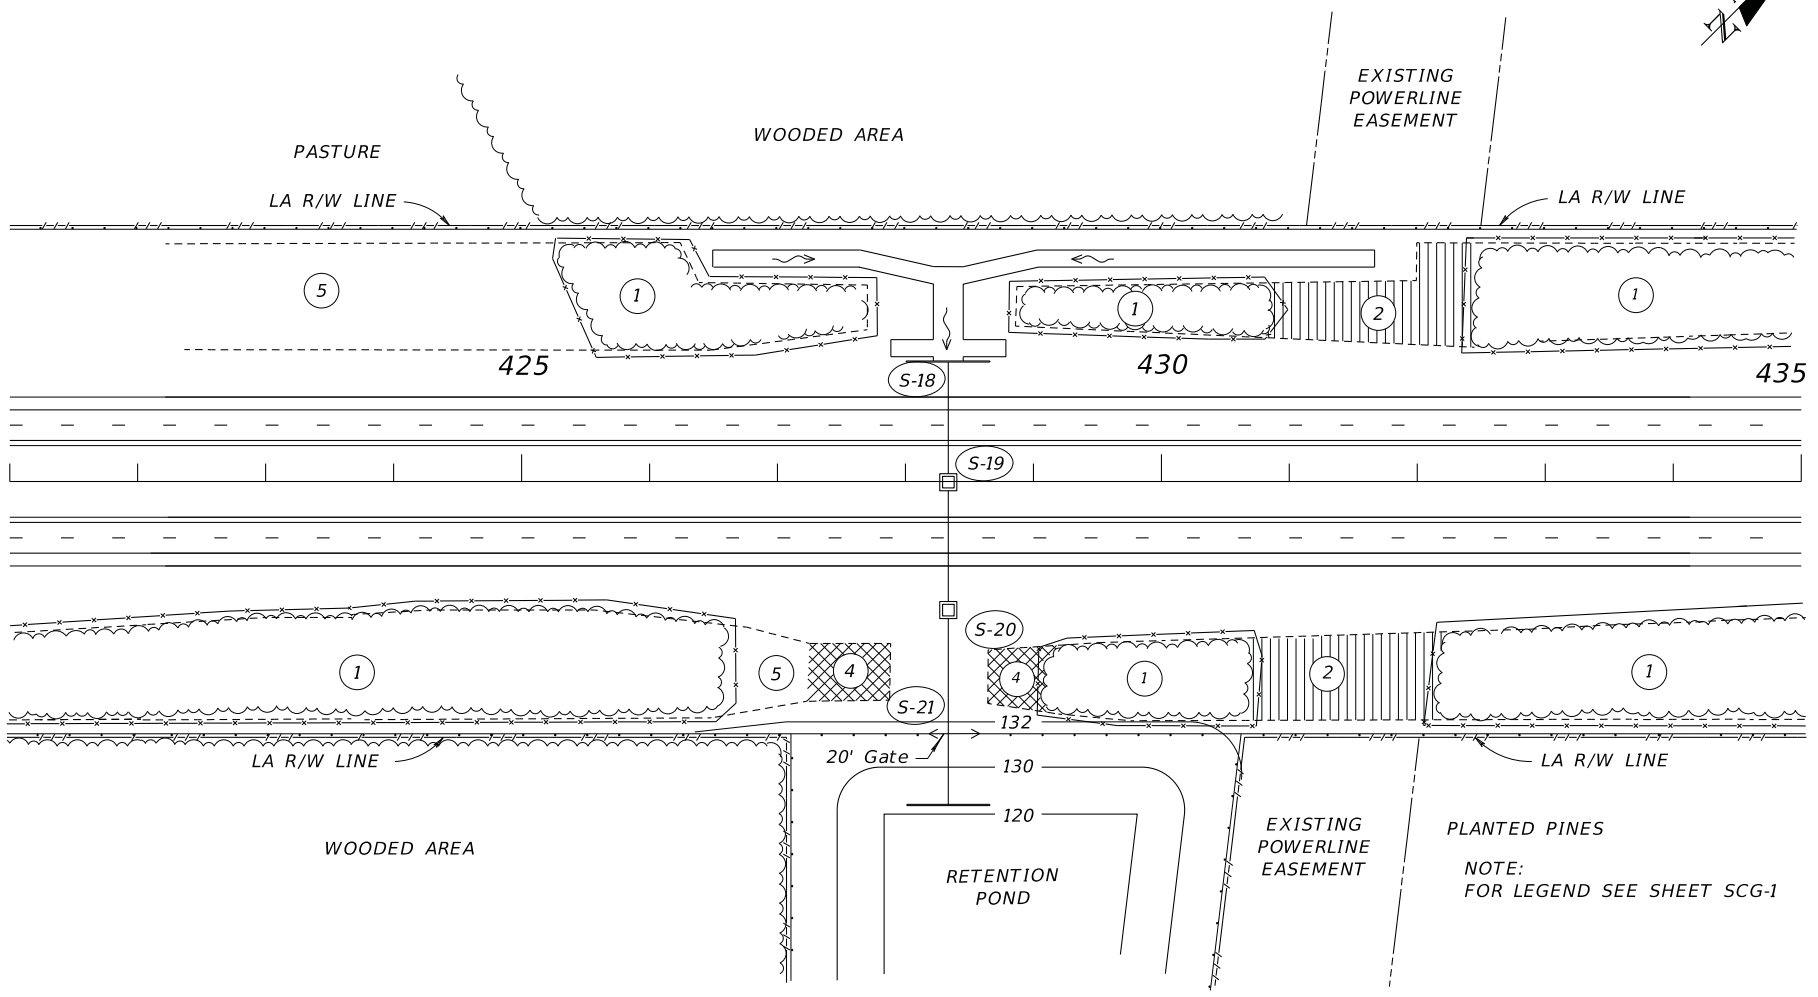 N
EXISTING
POWERLINE
EASEMENT
WOODED AREA
PASTURE
LA R/W LINE
LA R/W LINE
5
1
1
2
1
425
430
435
S-18
S-19
S-20
1
5
4
4
1
2
1
S-21
132
20' Gate
LA R/W LINE
LA R/W LINE
130
120
WOODED AREA
RETENTION
POND
EXISTING
POWERLINE
EASEMENT
PLANTED PINES
NOTE:
FOR LEGEND SEE SHEET SCG-1